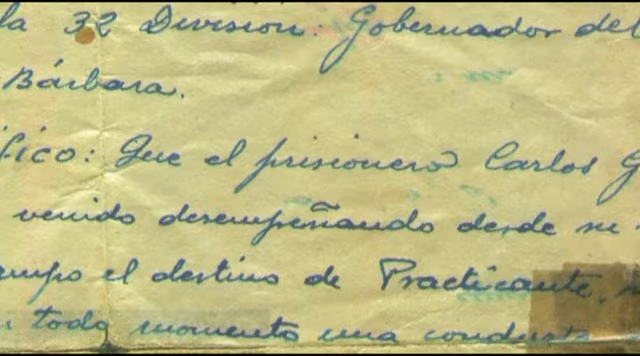 la 32 Division: Gobernador del
Bárbara.
fico: Que el prisionero Carlos G
venido desempeñando desde su
ampo el destino de Practicante,
todo momento una conducta